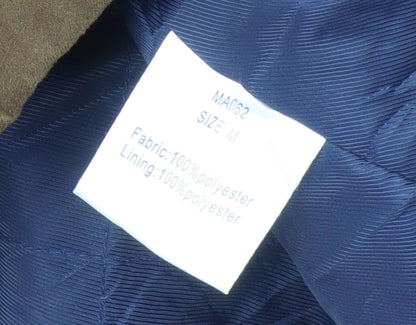 MA062
SIZE M
Fabric:100%polyester
Lining:100%polyester